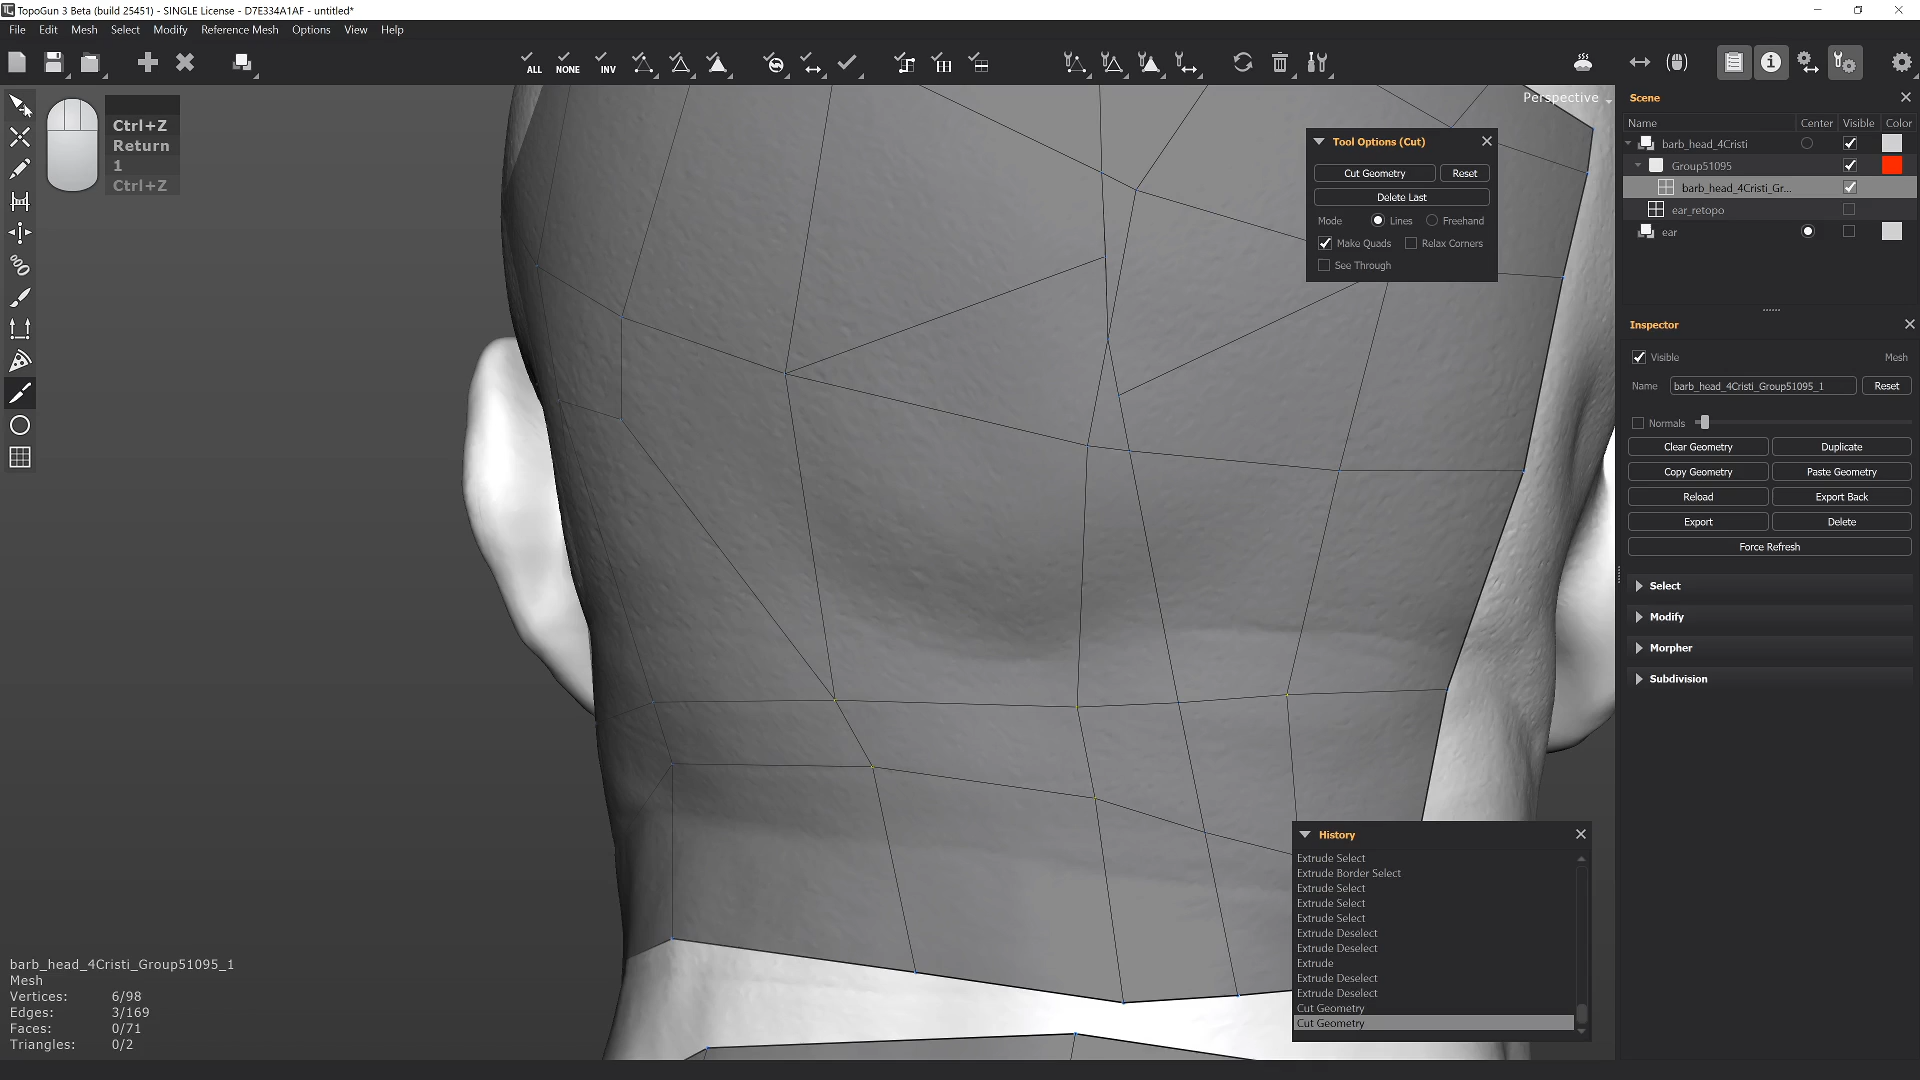 TopoGun 3 Beta (build 25451) - SINGLE License - D7E334A1AF - untitled*
File Edit Mesh Select Modify Reference Mesh Options View Help
ALL NONE INV
Ctrl+Z
Return
1
Ctrl+Z
Perspective
Tool Options (Cut)
Cut Geometry Reset
Delete Last
Mode Lines Freehand
Make Quads Relax Corners
See Through
Scene
Name Center Visible Color
barb_head_4Cristi
Group51095
barb_head_4Cristi_Gr...
ear_retopo
ear
Inspector
Visible Mesh
Name barb_head_4Cristi_Group51095_1 Reset
Normals
Clear Geometry Duplicate
Copy Geometry Paste Geometry
Reload Export Back
Export Delete
Force Refresh
Select
Modify
Morpher
Subdivision
History
Extrude Select
Extrude Border Select
Extrude Select
Extrude Select
Extrude Select
Extrude Deselect
Extrude Deselect
Extrude
Extrude Deselect
Extrude Deselect
Cut Geometry
Cut Geometry
barb_head_4Cristi_Group51095_1
Mesh
Vertices: 6/98
Edges: 3/169
Faces: 0/71
Triangles: 0/2